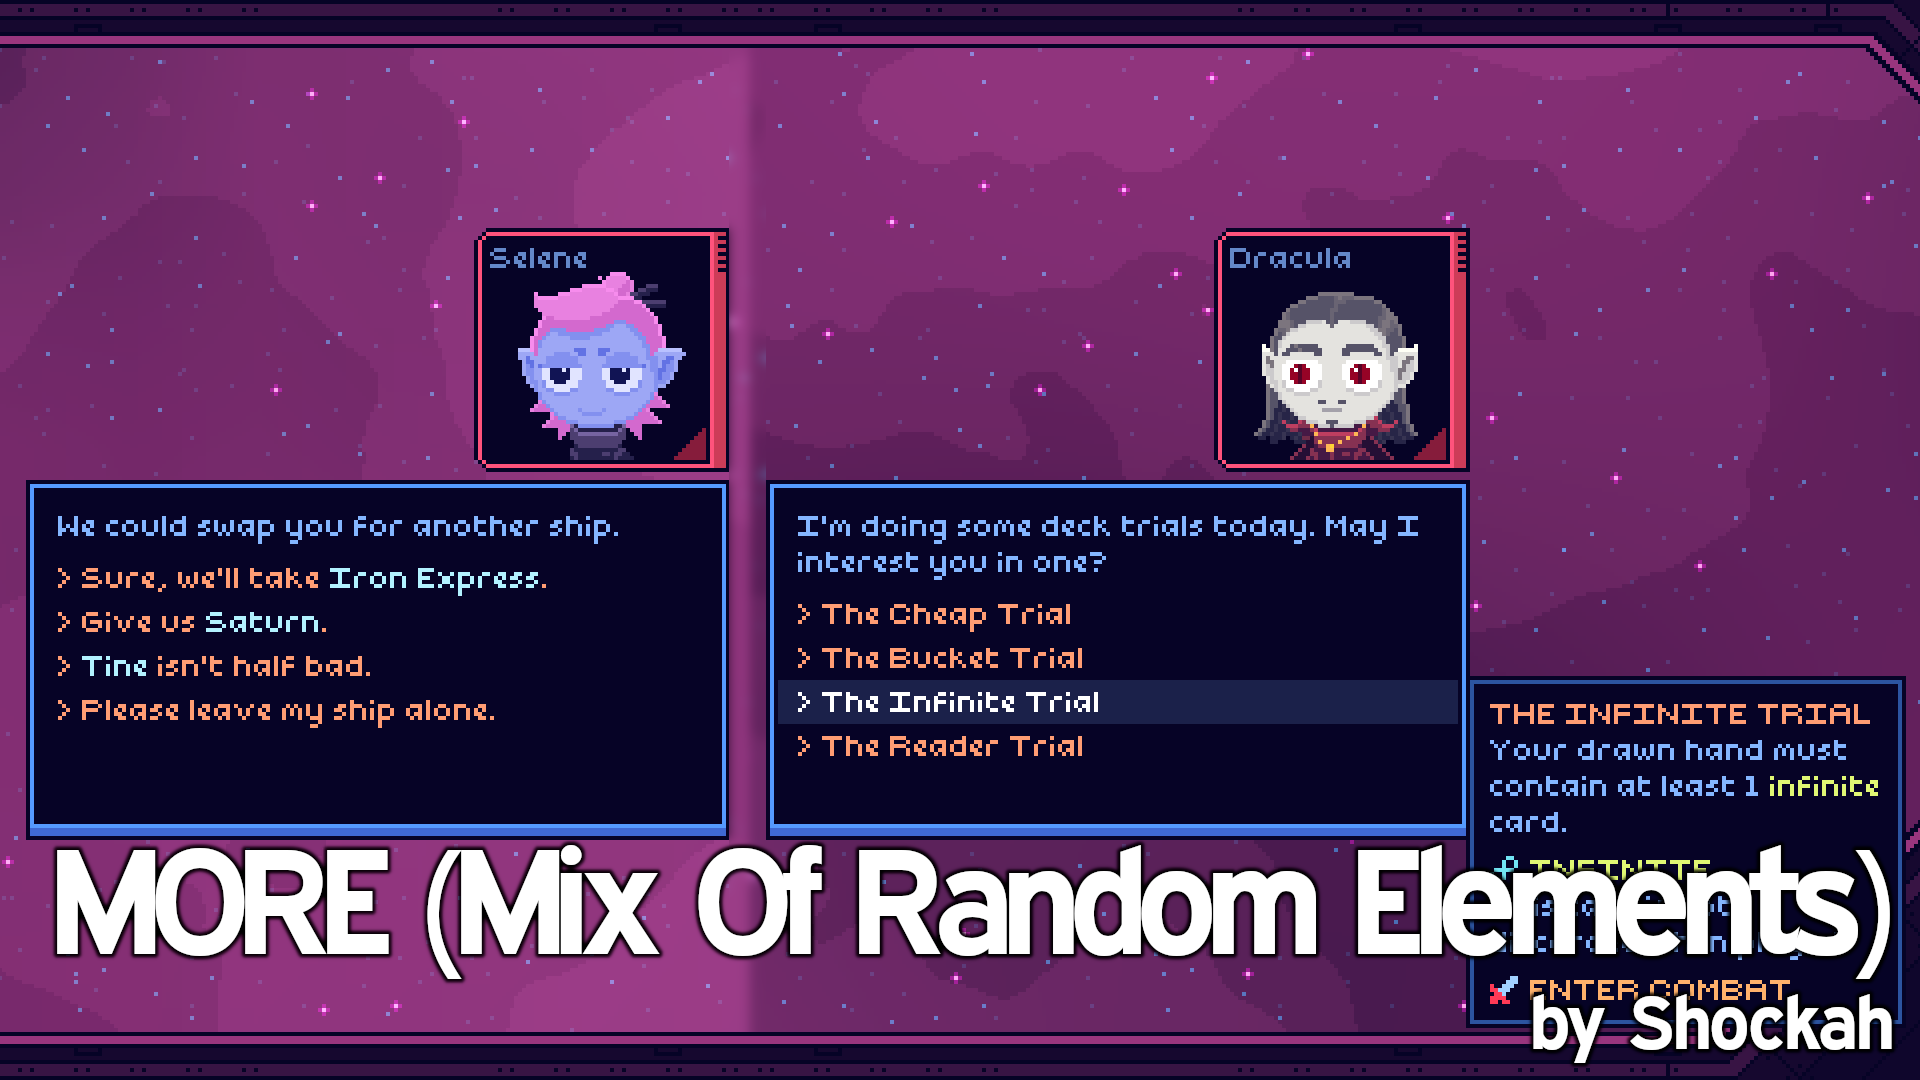 Selene
We could swap you for another ship.
> Sure, we'll take Iron Express.
> Give us Saturn.
> Tine isn't half bad.
> Please leave my ship alone.
Dracula
I'm doing some deck trials today. May I
interest you in one?
> The Cheap Trial
> The Bucket Trial
> The Infinite Trial
> The Reader Trial
THE INFINITE TRIAL
Your drawn hand must
contain at least 1 infinite
card.
INFINITE
ENTER COMBAT
MORE (Mix Of Random Elements)
by Shockah